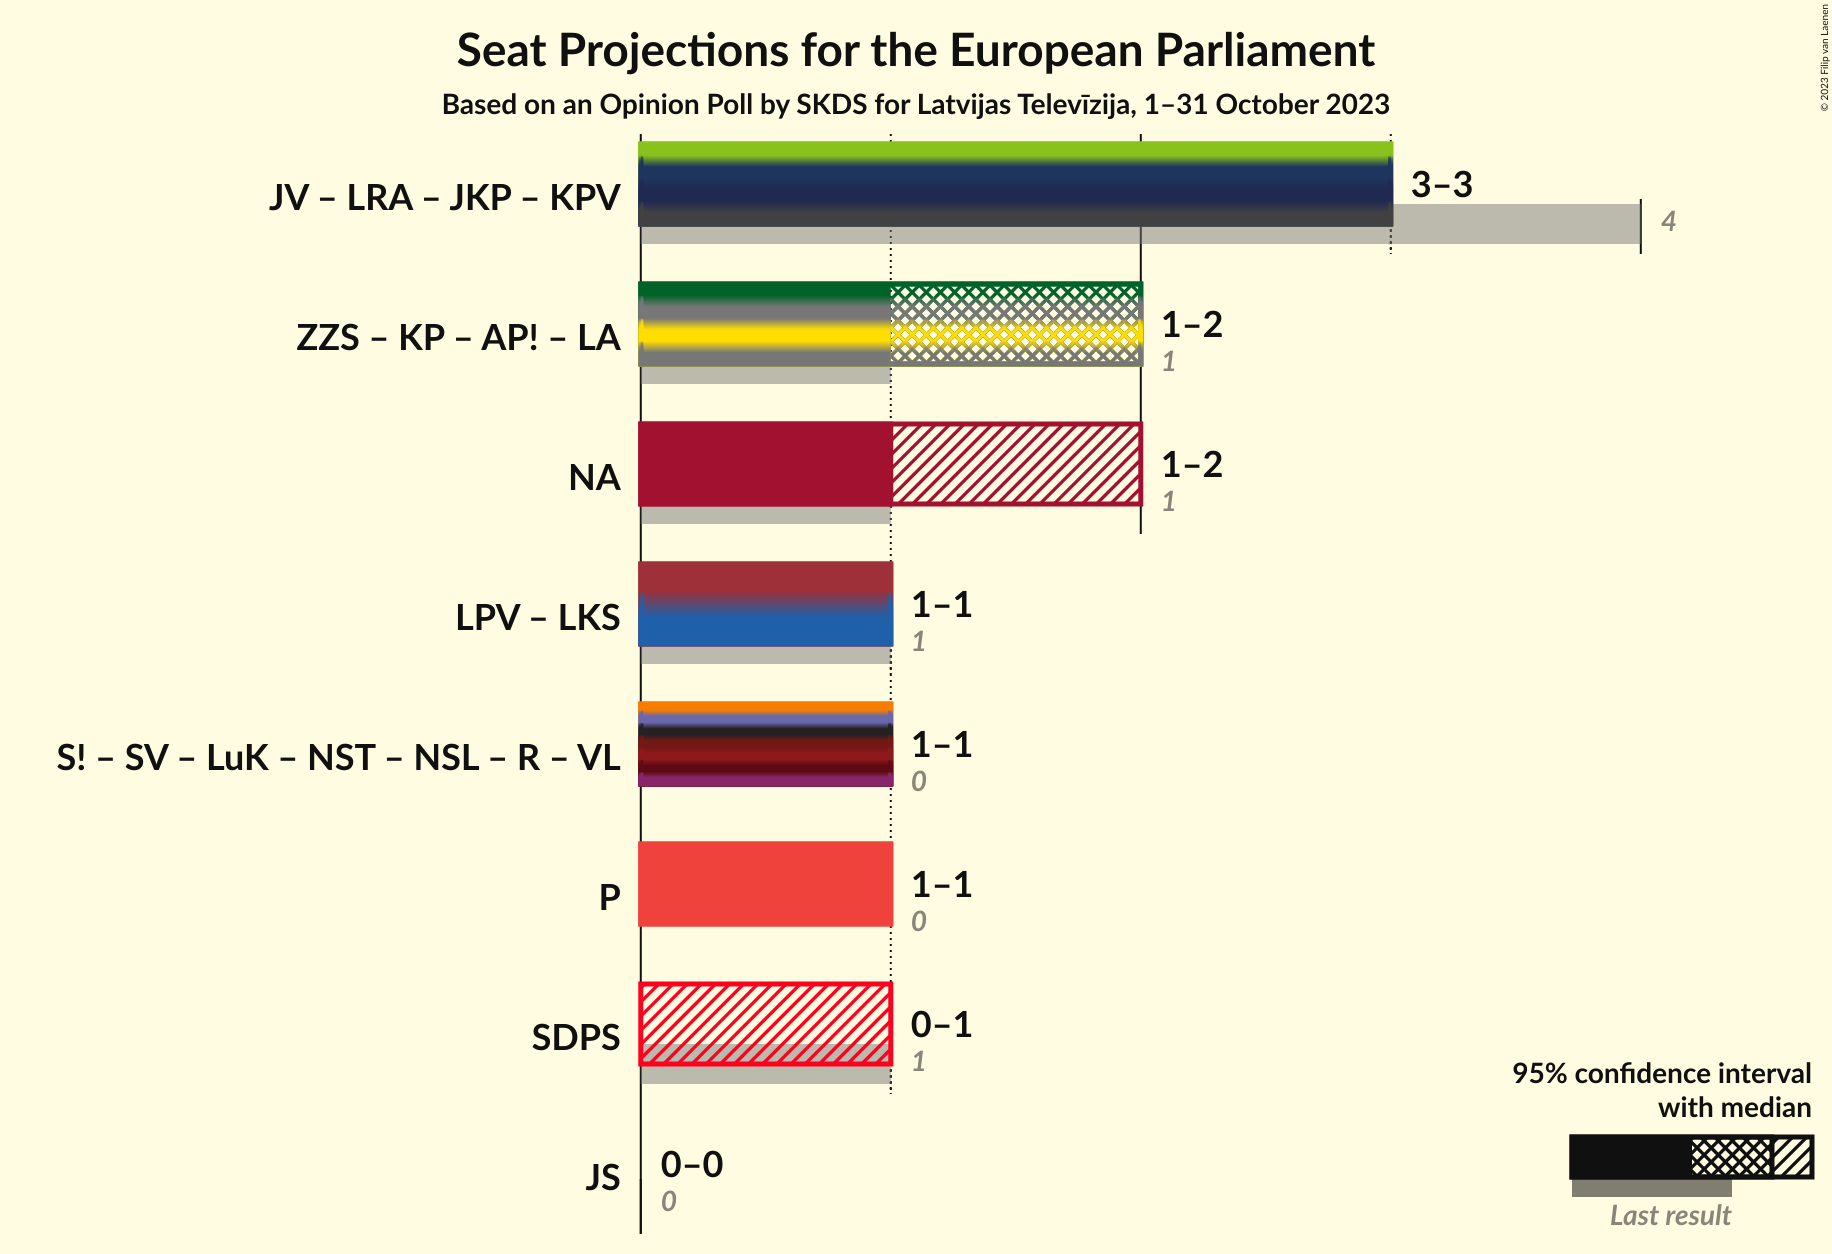 Seat Projections for the European Parliament
Based on an Opinion Poll by SKDS for Latvijas Televīzija, 1–31 October 2023
© 2023 Filip van Laenen
JV – LRA – JKP – KPV
3–3
4
ZZS – KP – AP! – LA
1–2
1
NA
1–2
1
LPV – LKS
1–1
1
S! – SV – LuK – NST – NSL – R – VL
1–1
0
P
1–1
0
SDPS
0–1
1
JS
0–0
0
95% confidence interval
with median
Last result